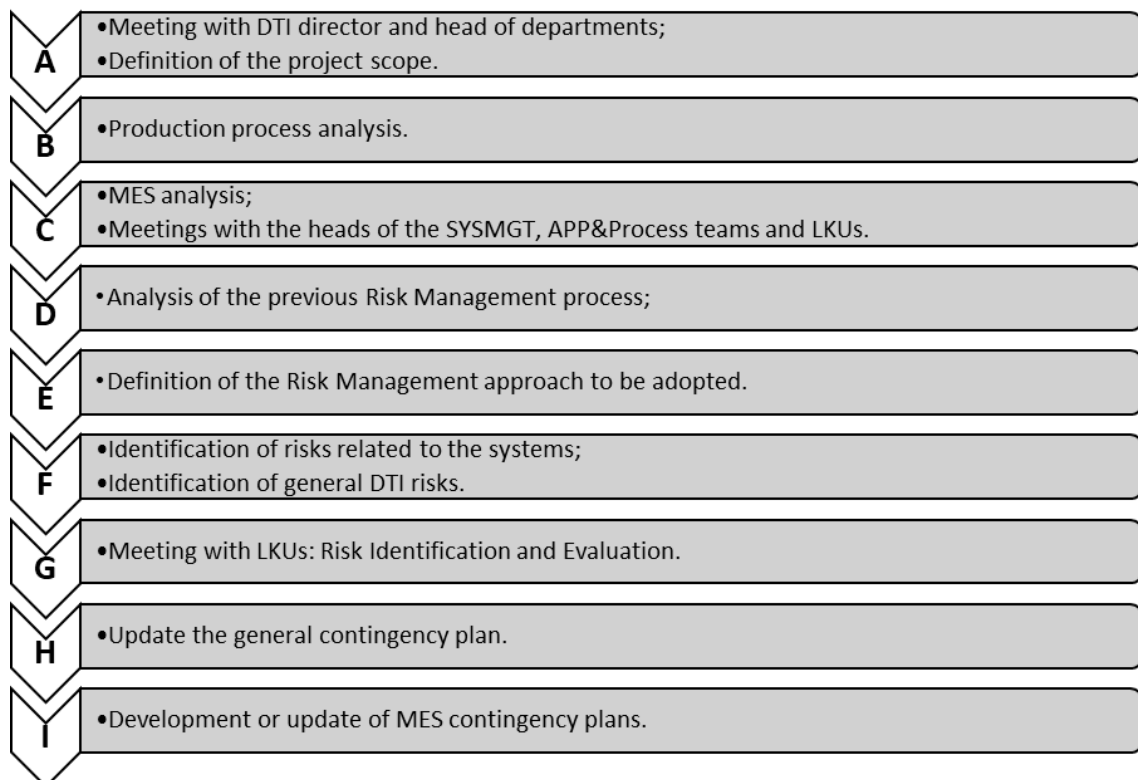 A
•Meeting with DTI director and head of departments;
•Definition of the project scope.
B
•Production process analysis.
C
•MES analysis;
•Meetings with the heads of the SYSMGT, APP&Process teams and LKUs.
D
•Analysis of the previous Risk Management process;
E
•Definition of the Risk Management approach to be adopted.
F
•Identification of risks related to the systems;
•Identification of general DTI risks.
G
•Meeting with LKUs: Risk Identification and Evaluation.
H
•Update the general contingency plan.
I
•Development or update of MES contingency plans.